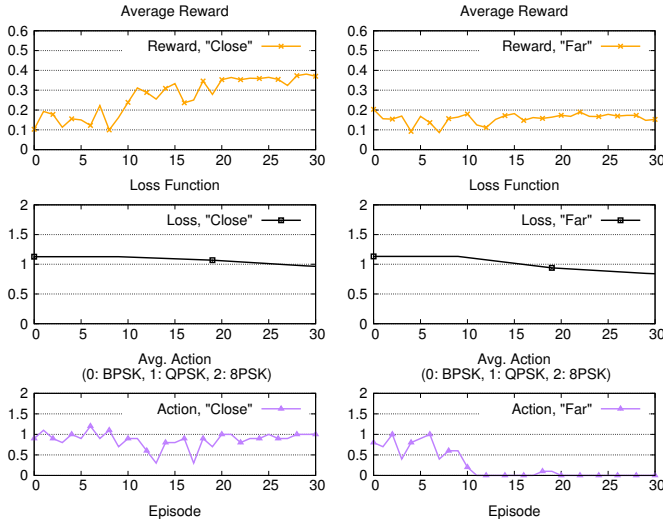 Average Reward
0.6
0.5
0.4
0.3
0.2
0.1
0
Reward, "Close"
0 5 10 15 20 25 30
Average Reward
0.6
0.5
0.4
0.3
0.2
0.1
0
Reward, "Far"
0 5 10 15 20 25 30
Loss Function
2
1.5
1
0.5
0
Loss, "Close"
0 5 10 15 20 25 30
Loss Function
2
1.5
1
0.5
0
Loss, "Far"
0 5 10 15 20 25 30
Avg. Action
(0: BPSK, 1: QPSK, 2: 8PSK)
2
1.5
1
0.5
0
Action, "Close"
0 5 10 15 20 25 30
Episode
Avg. Action
(0: BPSK, 1: QPSK, 2: 8PSK)
2
1.5
1
0.5
0
Action, "Far"
0 5 10 15 20 25 30
Episode